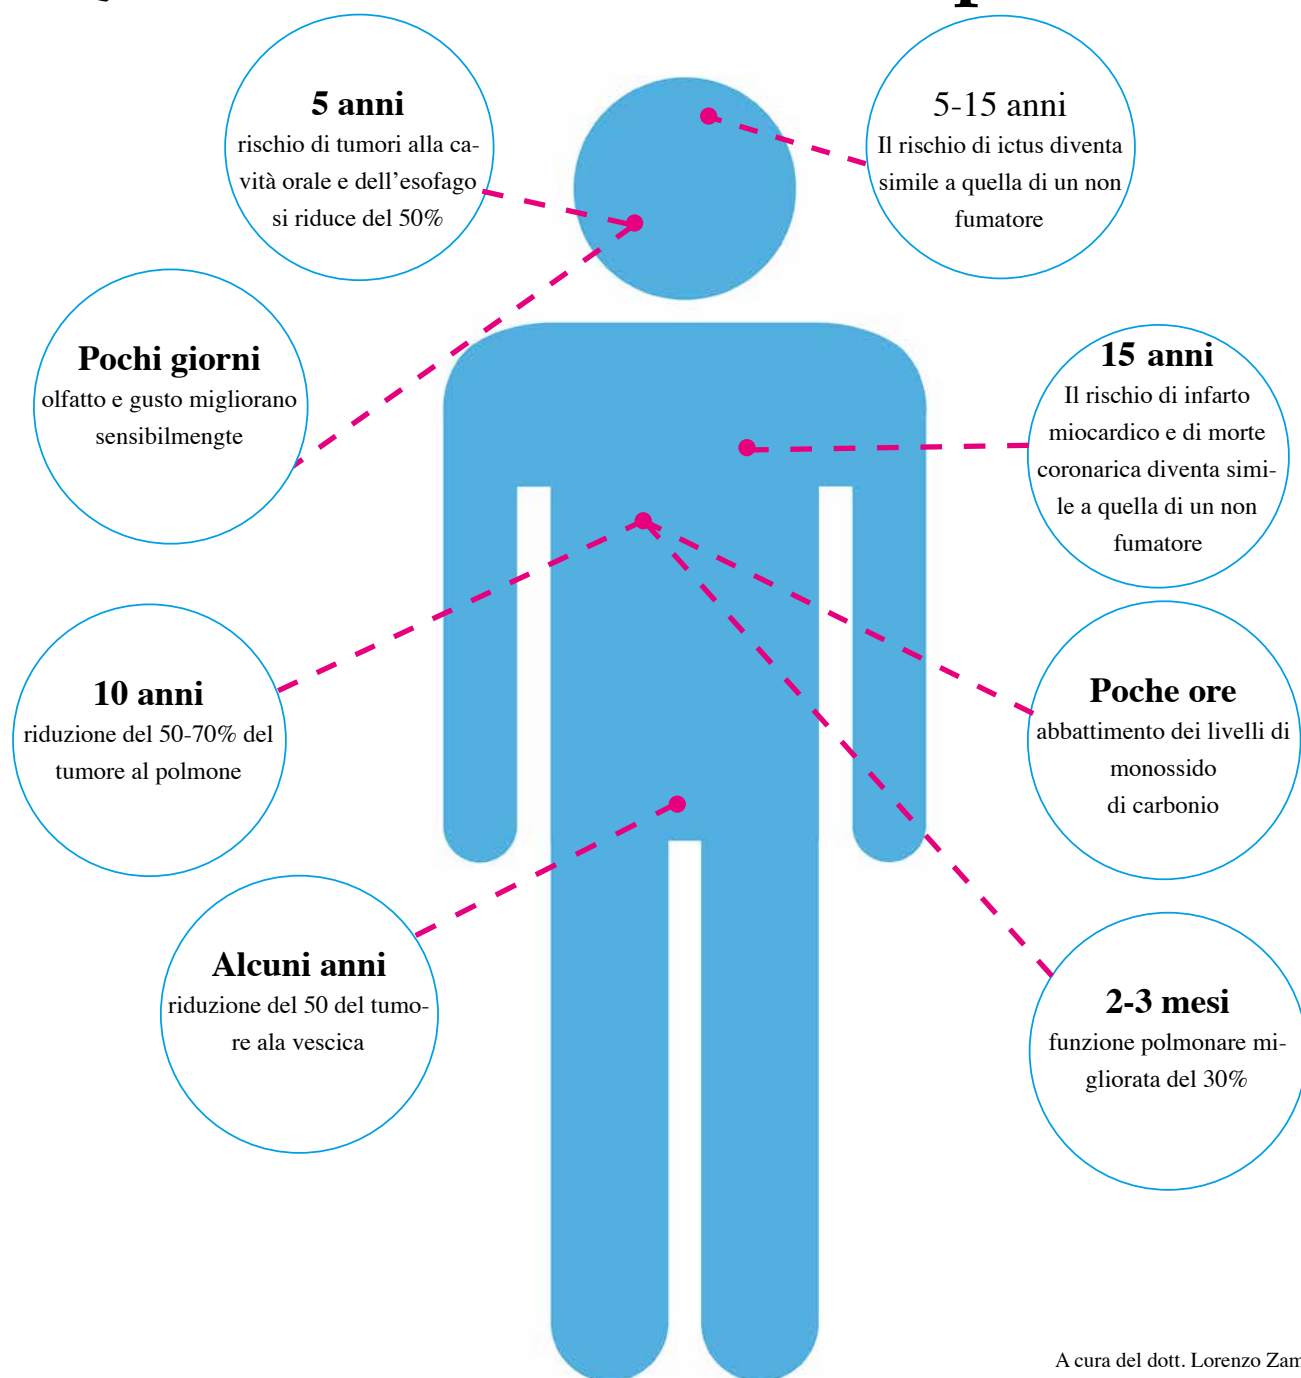 5 anni
rischio di tumori alla ca-
vità orale e dell'esofago
si riduce del 50%
5-15 anni
Il rischio di ictus diventa
simile a quella di un non
fumatore
Pochi giorni
olfatto e gusto migliorano
sensibilmengte
15 anni
Il rischio di infarto
miocardico e di morte
coronarica diventa simi-
le a quella di un non
fumatore
10 anni
riduzione del 50-70% del
tumore al polmone
Poche ore
abbattimento dei livelli di
monossido
di carbonio
Alcuni anni
riduzione del 50 del tumo-
re ala vescica
2-3 mesi
funzione polmonare mi-
gliorata del 30%
A cura del dott. Lorenzo Zam